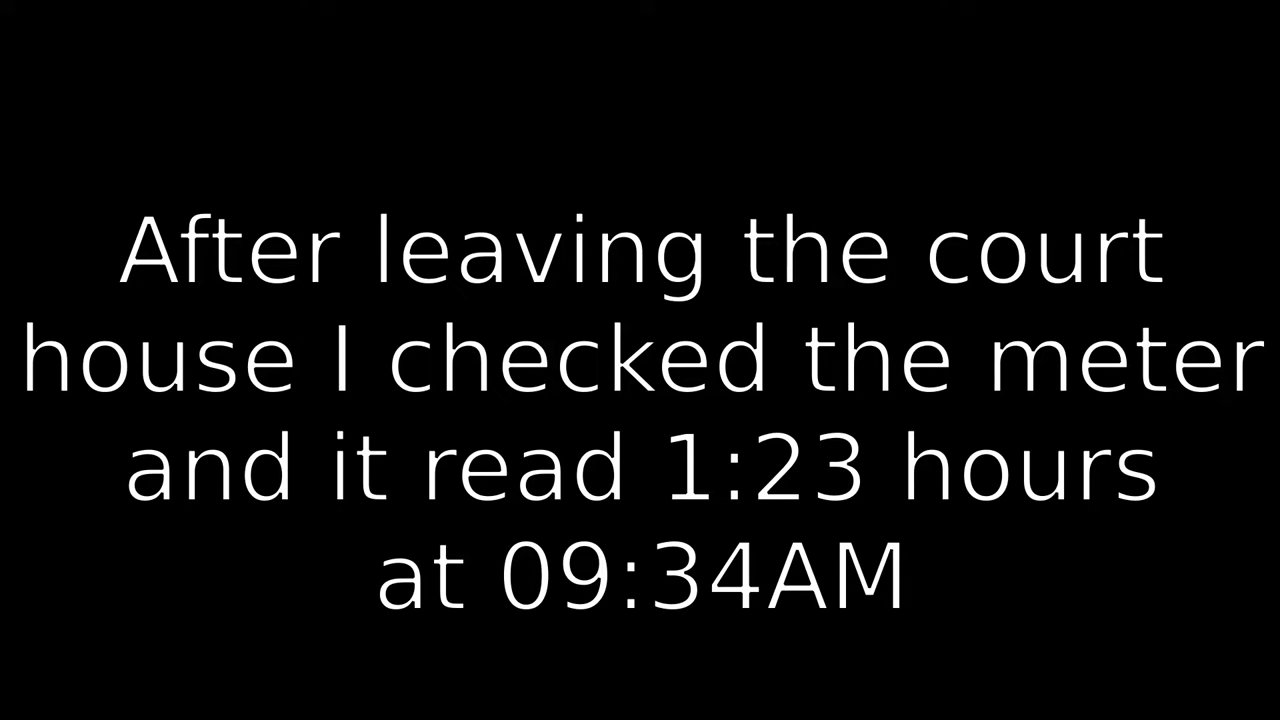 After leaving the court
house I checked the meter
and it read 1:23 hours
at 09:34AM